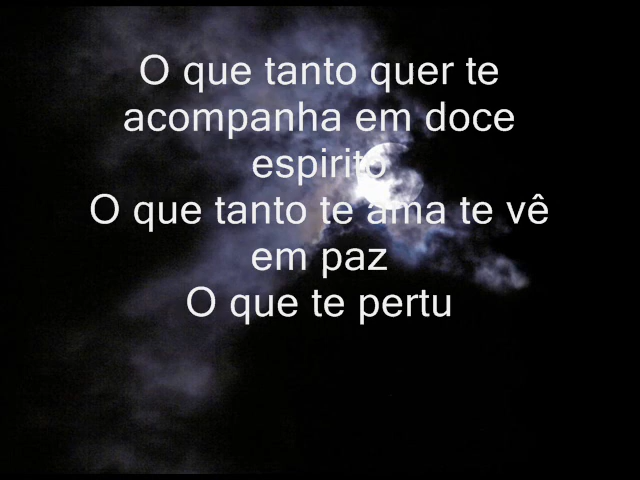 O que tanto quer te
acompanha em doce
espirito
O que tanto te ama te vê
em paz
O que te pertu